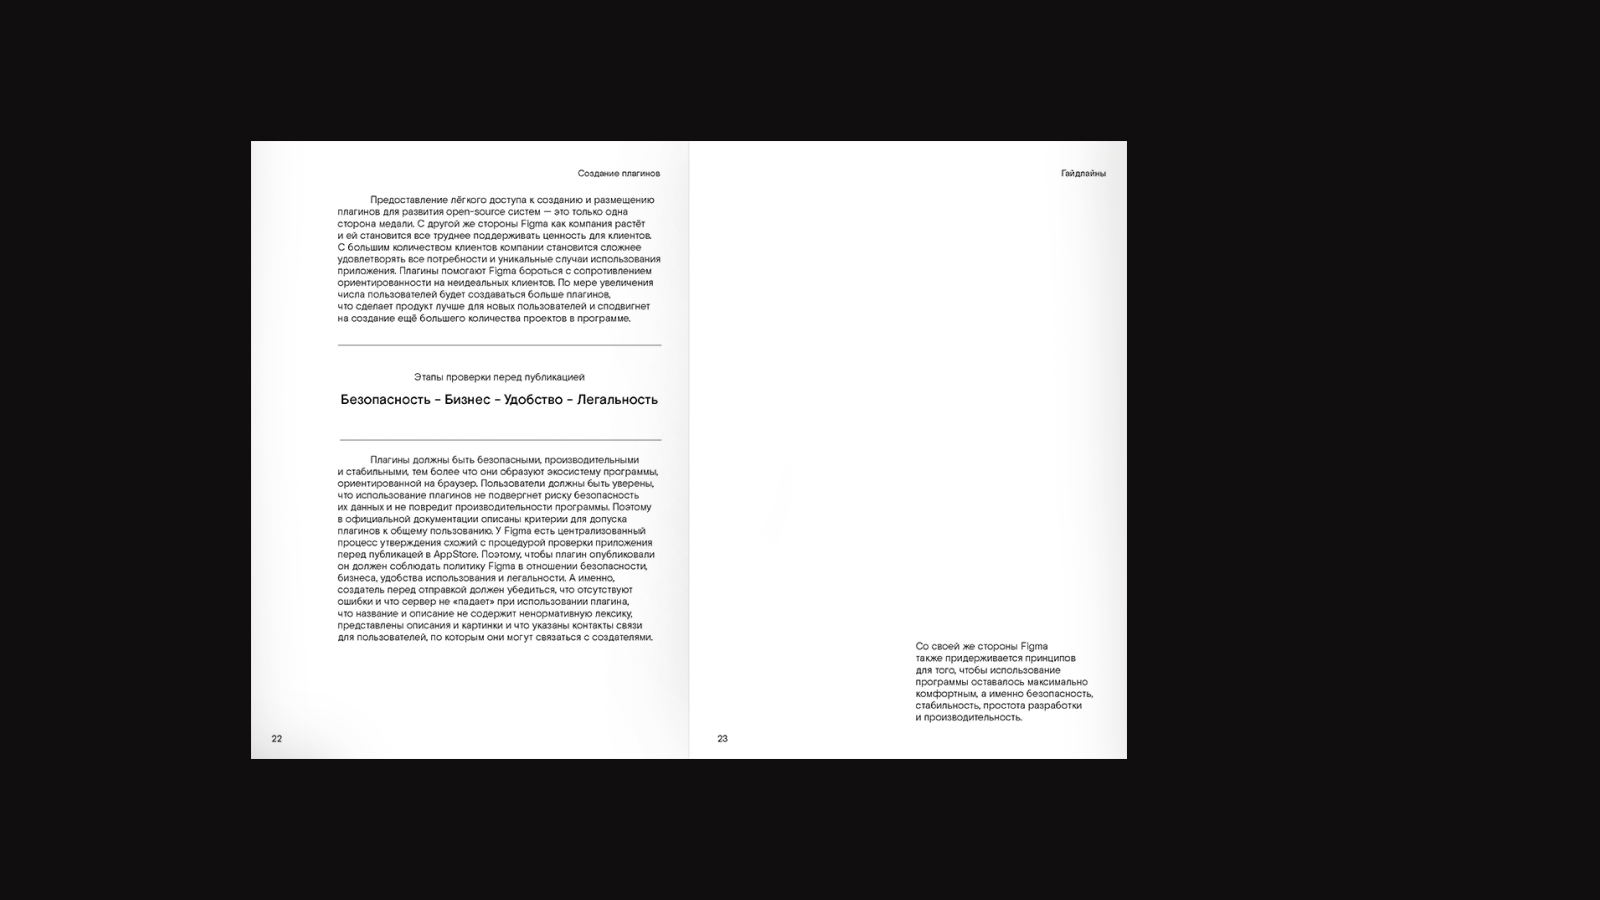 Создание плагинов
Предоставление лёгкого доступа к созданию и размещению
плагинов для развития open-source систем — это только одна
сторона медали. С другой же стороны Figma как компания растёт
и ей становится все труднее поддерживать ценность для клиентов.
С большим количеством клиентов компании становится сложнее
удовлетворять все потребности и уникальные случаи использования
приложения. Плагины помогают Figma бороться с сопротивлением
ориентированности на неидеальных клиентов. По мере увеличения
числа пользователей будет создаваться больше плагинов,
что сделает продукт лучше для новых пользователей и сподвигнет
на создание ещё большего количества проектов в программе.
Этапы проверки перед публикацией
Безопасность – Бизнес – Удобство – Легальность
Плагины должны быть безопасными, производительными
и стабильными, тем более что они образуют экосистему программы,
ориентированной на браузер. Пользователи должны быть уверены,
что использование плагинов не подвергнет риску безопасность
их данных и не повредит производительности программы. Поэтому
в официальной документации описаны критерии для допуска
плагинов к общему пользованию. У Figma есть централизованный
процесс утверждения схожий с процедурой проверки приложения
перед публикацей в AppStore. Поэтому, чтобы плагин опубликовали
он должен соблюдать политику Figma в отношении безопасности,
бизнеса, удобства использования и легальности. А именно,
создатель перед отправкой должен убедиться, что отсутствуют
ошибки и что сервер не «падает» при использовании плагина,
что название и описание не содержит ненормативную лексику,
представлены описания и картинки и что указаны контакты связи
для пользователей, по которым они могут связаться с создателями.
22
Гайдлайны
Со своей же стороны Figma
также придерживается принципов
для того, чтобы использование
программы оставалось максимально
комфортным, а именно безопасность,
стабильность, простота разработки
и производительность.
23